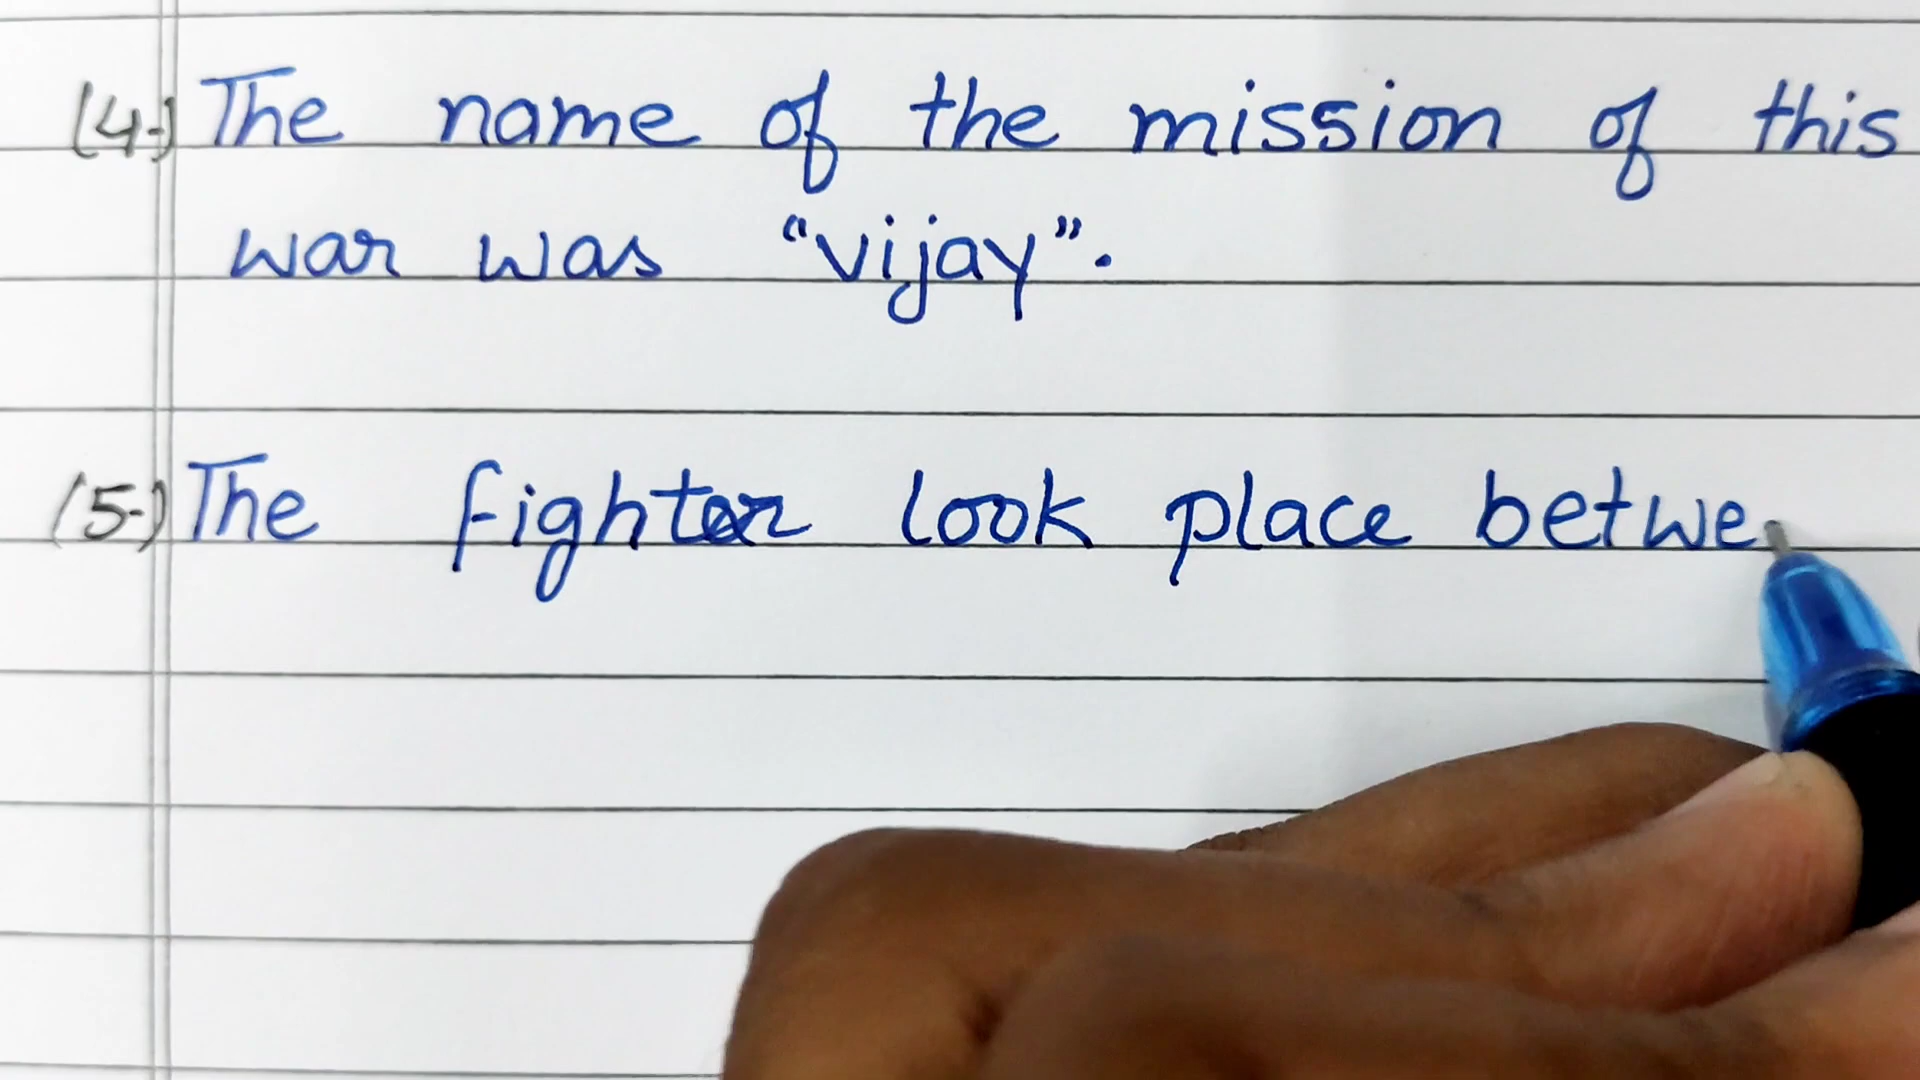 (4.) The name of the mission of this
war was "vijay".
(5.) The fighter look place betwe